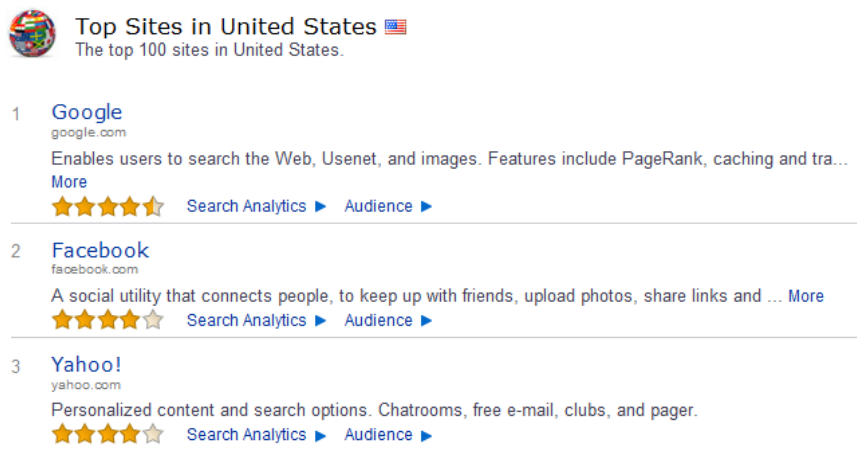 Top Sites in United States
The top 100 sites in United States.
1 Google
google.com
Enables users to search the Web, Usenet, and images. Features include PageRank, caching and tra...
More
Search Analytics ▶ Audience ▶
2 Facebook
facebook.com
A social utility that connects people, to keep up with friends, upload photos, share links and ... More
Search Analytics ▶ Audience ▶
3 Yahoo!
yahoo.com
Personalized content and search options. Chatrooms, free e-mail, clubs, and pager.
Search Analytics ▶ Audience ▶